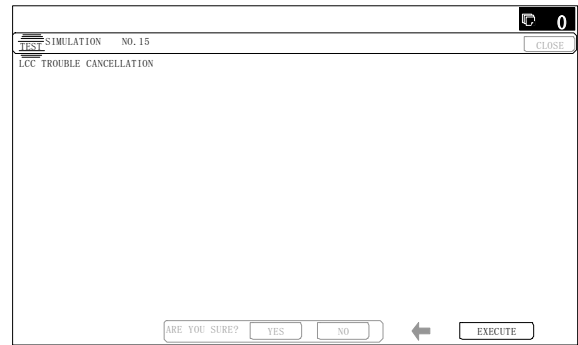 0
TEST SIMULATION NO.15 CLOSE
LCC TROUBLE CANCELLATION
ARE YOU SURE? YES NO EXECUTE